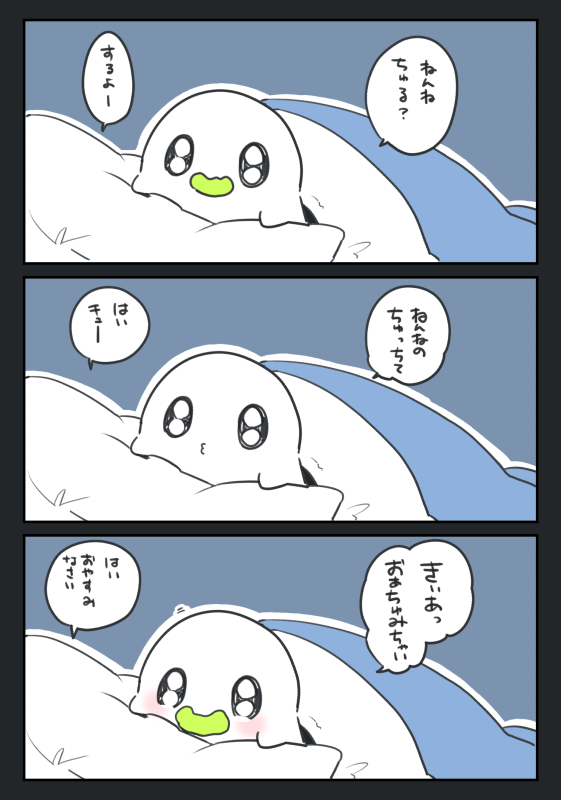 ねんね
ちゅる?
するよー
ねんねの
ちゅっちて
はい
チュー
きぃあっ
おぁちゅみちゃい
はい
おやすみ
なさい